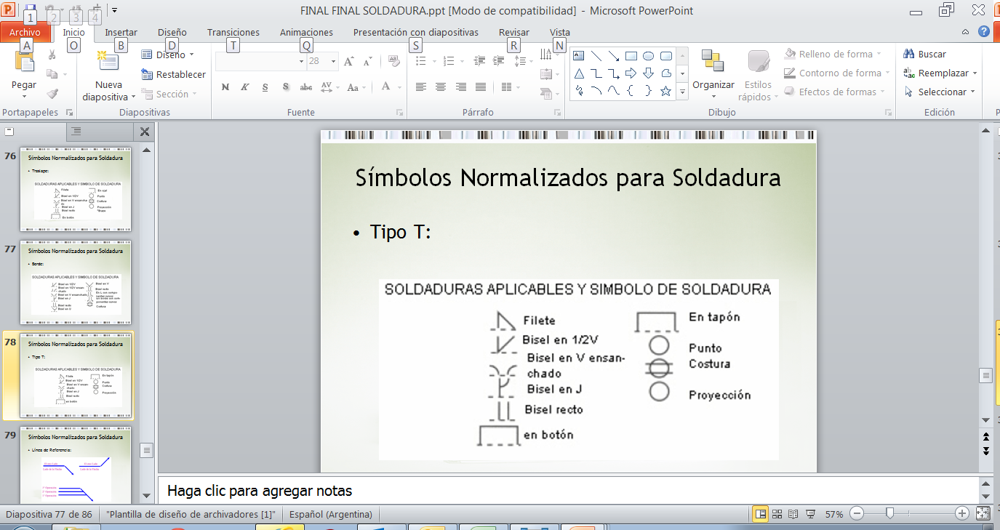 FINAL FINAL SOLDADURA.ppt [Modo de compatibilidad] - Microsoft PowerPoint
1 2 3 4
Archivo Inicio Insertar Diseño Transiciones Animaciones Presentación con diapositivas Revisar Vista
A O B D T Q S R N
Pegar
Portapapeles
Nueva
diapositiva
Diseño
Restablecer
Sección
Diapositivas
28
N K S S abc AV Aa A
Fuente
Párrafo
Organizar
Estilos
rápidos
Relleno de forma
Contorno de forma
Efectos de formas
Dibujo
Buscar
Reemplazar
Seleccionar
Edición
76
Símbolos Normalizados para Soldadura
Traslape:
SOLDADURAS APLICABLES Y SIMBOLO DE SOLDADURA
77
Símbolos Normalizados para Soldadura
Borde:
SOLDADURAS APLICABLES Y SIMBOLO DE SOLDADURA
78
Símbolos Normalizados para Soldadura
Tipo T:
SOLDADURAS APLICABLES Y SIMBOLO DE SOLDADURA
79
Símbolos Normalizados para Soldadura
Línea de Referencia:
Símbolos Normalizados para Soldadura
• Tipo T:
SOLDADURAS APLICABLES Y SIMBOLO DE SOLDADURA
Filete
Bisel en 1/2V
Bisel en V ensan-
chado
Bisel en J
Bisel recto
en botón
En tapón
Punto
Costura
Proyección
Haga clic para agregar notas
Diapositiva 77 de 86 "Plantilla de diseño de archivadores [1]" Español (Argentina) 57%